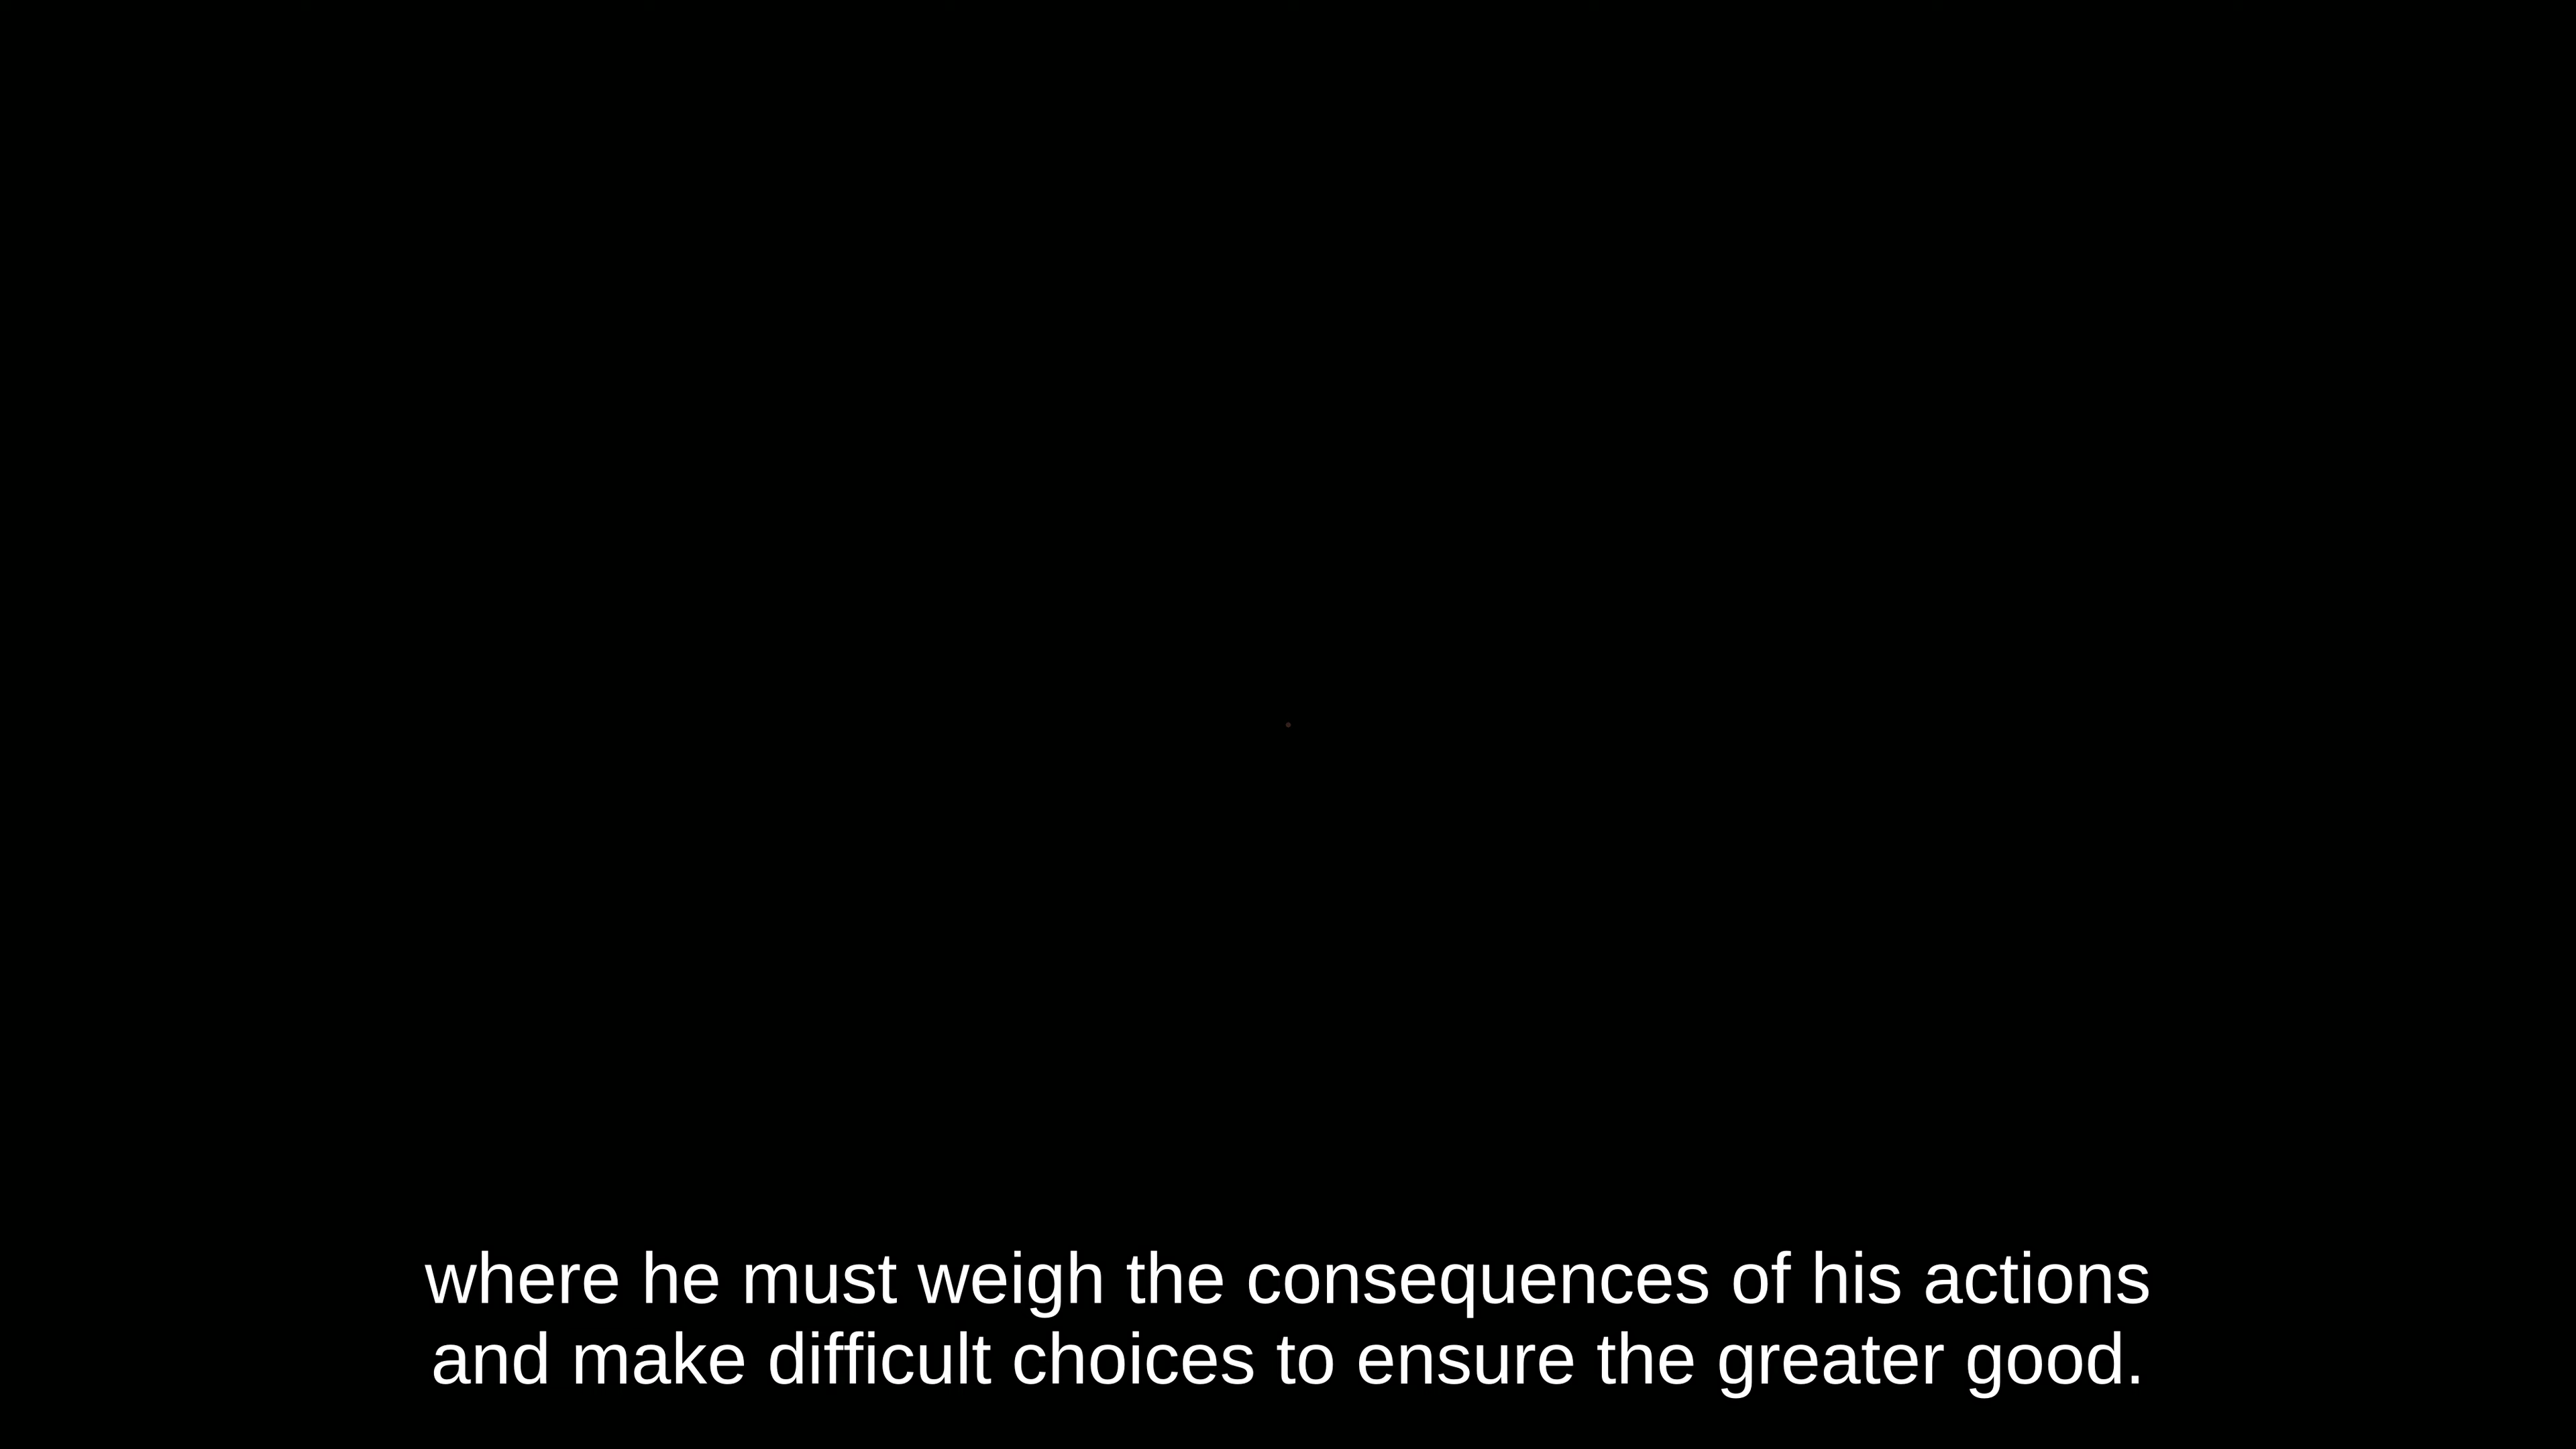 where he must weigh the consequences of his actions
and make difficult choices to ensure the greater good.